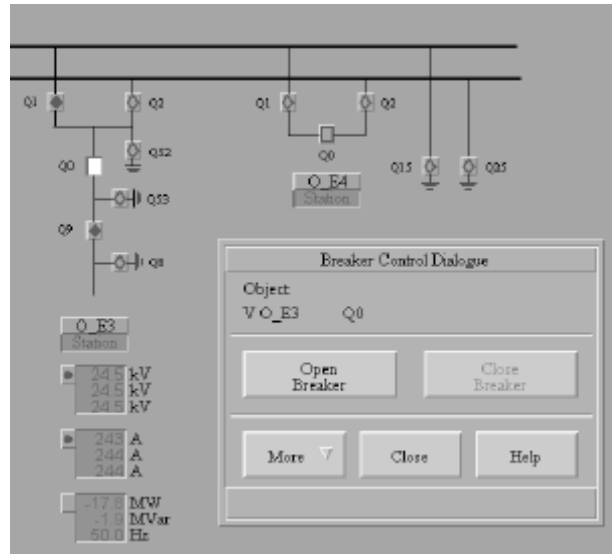 Q1 Q2 Q1 Q2
Q52
Q0 Q0
Q15 Q25
O_E4
Station
Q53
Q9
Q8
Breaker Control Dialogue
Object
V O_E3 Q0
O_E3
Station
Open
Breaker
Close
Breaker
24.5 kV
24.5 kV
24.5 kV
243 A
244 A
244 A
More Close Help
-17.8 MW
-1.9 MVar
50.0 Hz